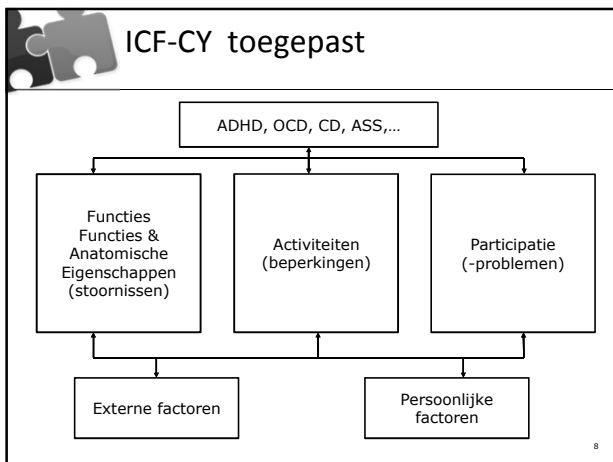 ICF-CY toegepast
ADHD, OCD, CD, ASS,...
Functies
Functies &
Anatomische
Eigenschappen
(stoornissen)
Activiteiten
(beperkingen)
Participatie
(-problemen)
Externe factoren
Persoonlijke
factoren
8